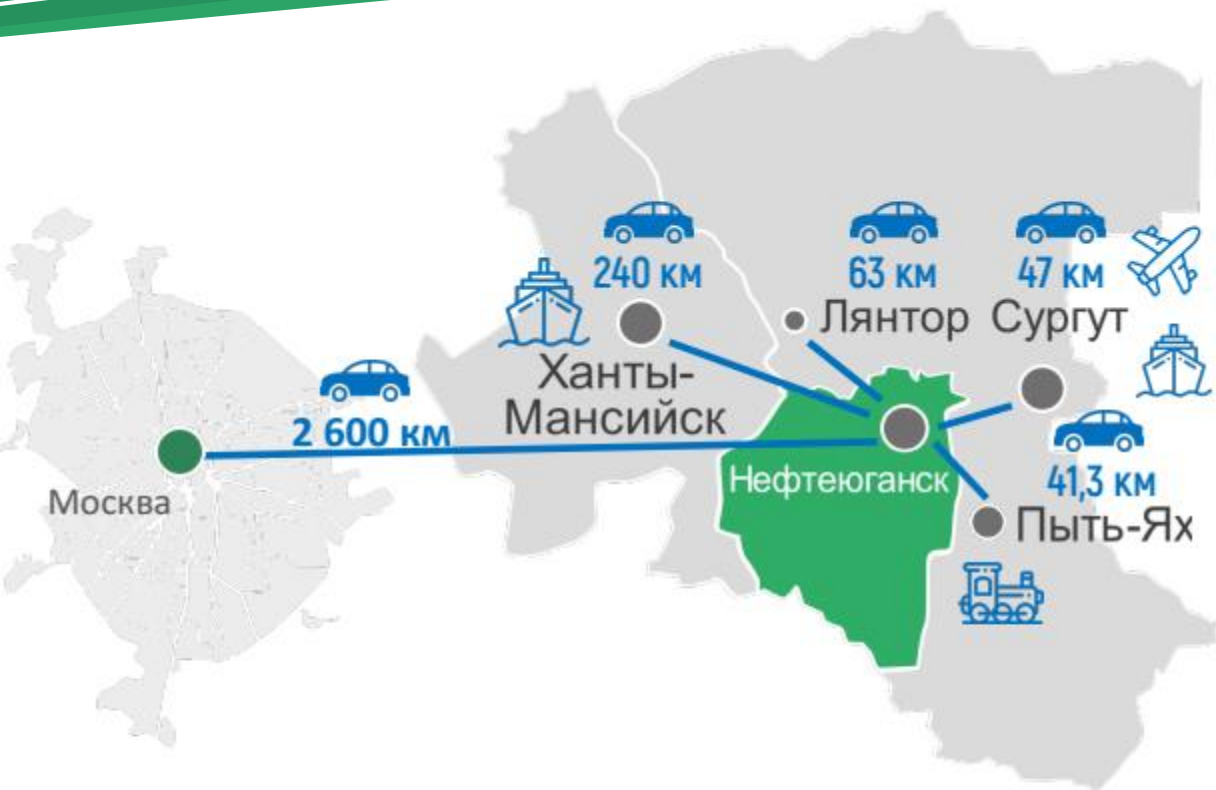 240 км
63 км
47 км
Лянтор
Сургут
Ханты-
Мансийск
2 600 км
Москва
Нефтеюганск
41,3 км
Пыть-Ях